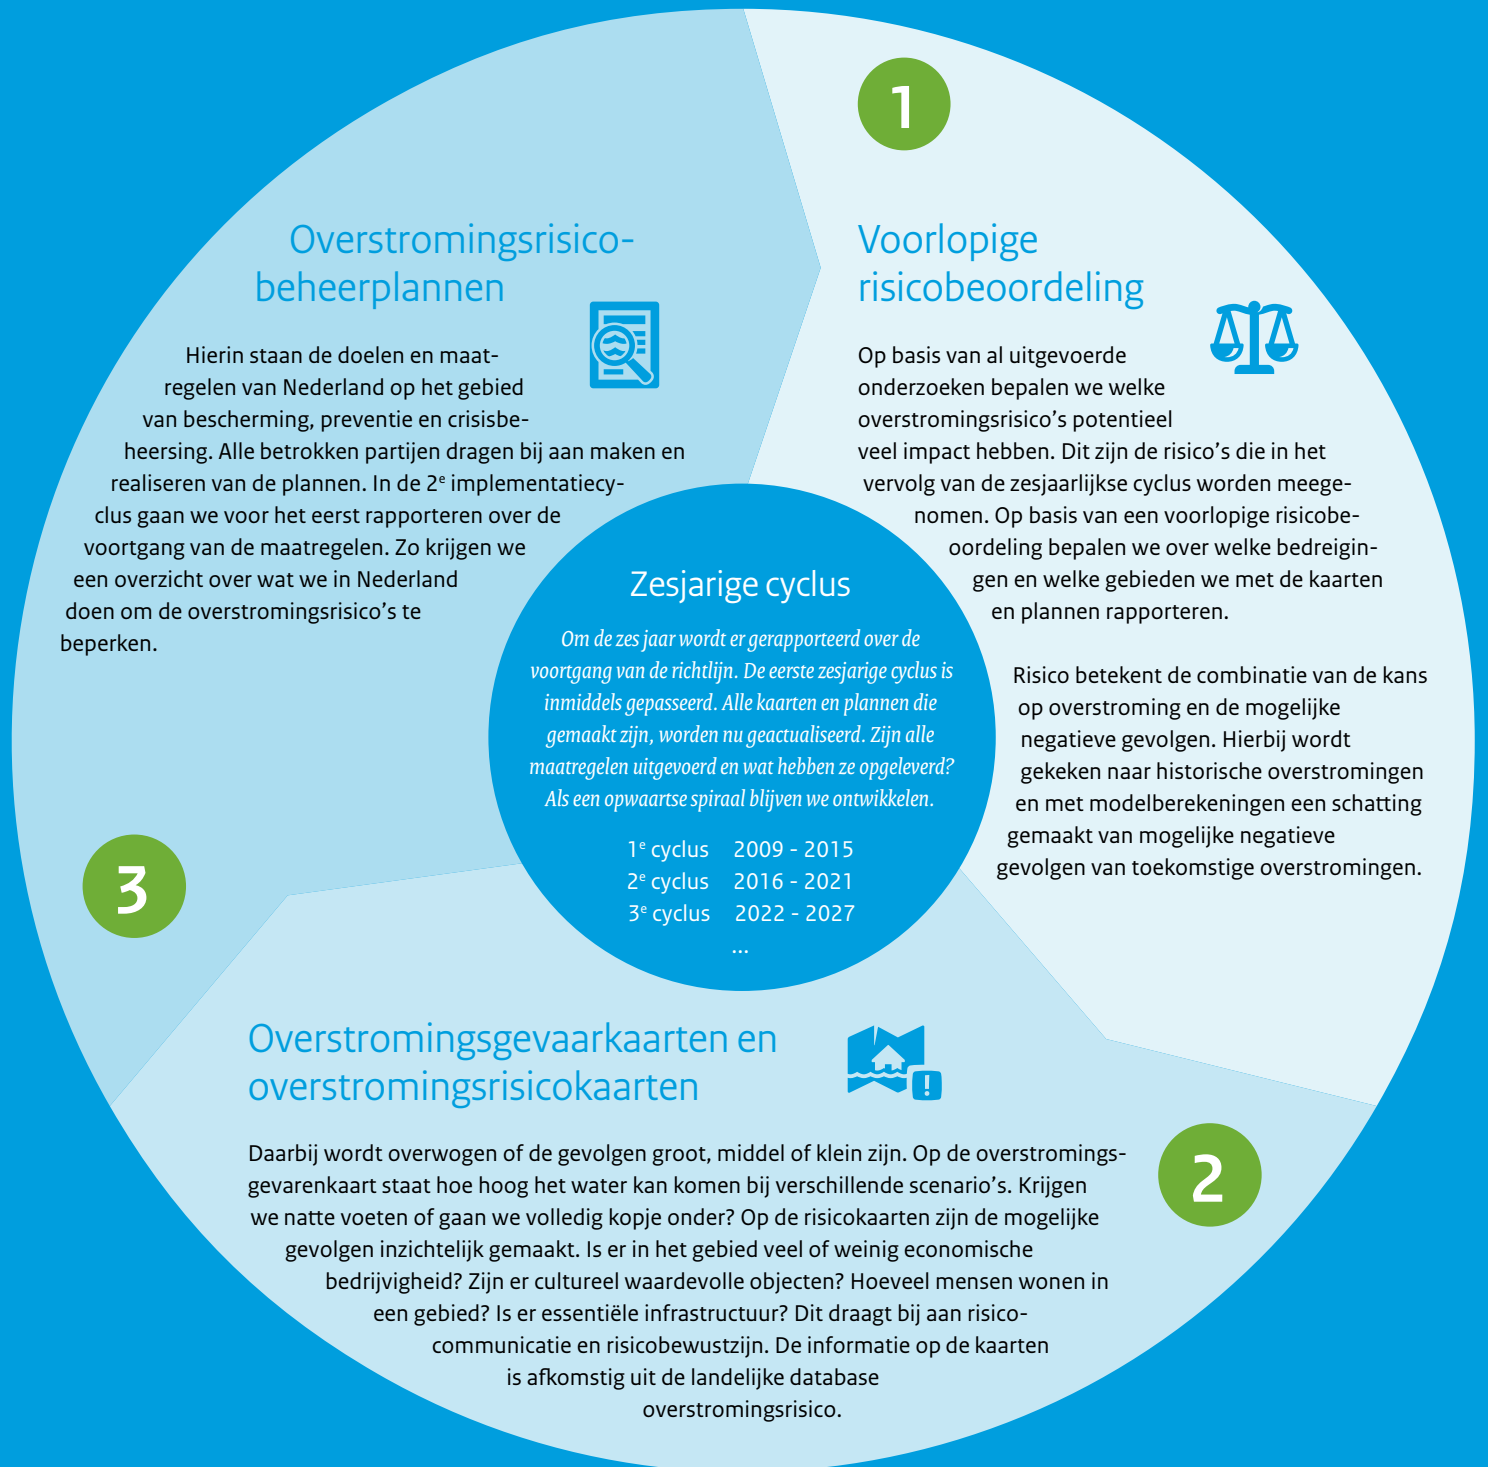 1
Voorlopige
risicobeoordeling
Op basis van al uitgevoerde
onderzoeken bepalen we welke
overstromingsrisico’s potentieel
veel impact hebben. Dit zijn de risico’s die in het
vervolg van de zesjaarlijkse cyclus worden meege-
nomen. Op basis van een voorlopige risicobe-
oordeling bepalen we over welke bedreigin-
gen en welke gebieden we met de kaarten
en plannen rapporteren.
Risico betekent de combinatie van de kans
op overstroming en de mogelijke
negatieve gevolgen. Hierbij wordt
gekeken naar historische overstromingen
en met modelberekeningen een schatting
gemaakt van mogelijke negatieve
gevolgen van toekomstige overstromingen.
2
Overstromingsgevaarkaarten en
overstromingsrisicokaarten
Daarbij wordt overwogen of de gevolgen groot, middel of klein zijn. Op de overstromings-
gevarenkaart staat hoe hoog het water kan komen bij verschillende scenario’s. Krijgen
we natte voeten of gaan we volledig kopje onder? Op de risicokaarten zijn de mogelijke
gevolgen inzichtelijk gemaakt. Is er in het gebied veel of weinig economische
bedrijvigheid? Zijn er cultureel waardevolle objecten? Hoeveel mensen wonen in
een gebied? Is er essentiële infrastructuur? Dit draagt bij aan risico-
communicatie en risicobewustzijn. De informatie op de kaarten
is afkomstig uit de landelijke database
overstromingsrisico.
3
Overstromingsrisico-
beheerplannen
Hierin staan de doelen en maat-
regelen van Nederland op het gebied
van bescherming, preventie en crisisbe-
heersing. Alle betrokken partijen dragen bij aan maken en
realiseren van de plannen. In de 2e implementatiecy-
clus gaan we voor het eerst rapporteren over de
voortgang van de maatregelen. Zo krijgen we
een overzicht over wat we in Nederland
doen om de overstromingsrisico’s te
beperken.
Zesjarige cyclus
Om de zes jaar wordt er gerapporteerd over de
voortgang van de richtlijn. De eerste zesjarige cyclus is
inmiddels gepasseerd. Alle kaarten en plannen die
gemaakt zijn, worden nu geactualiseerd. Zijn alle
maatregelen uitgevoerd en wat hebben ze opgeleverd?
Als een opwaartse spiraal blijven we ontwikkelen.
1e cyclus 2009 - 2015
2e cyclus 2016 - 2021
3e cyclus 2022 - 2027
...
!